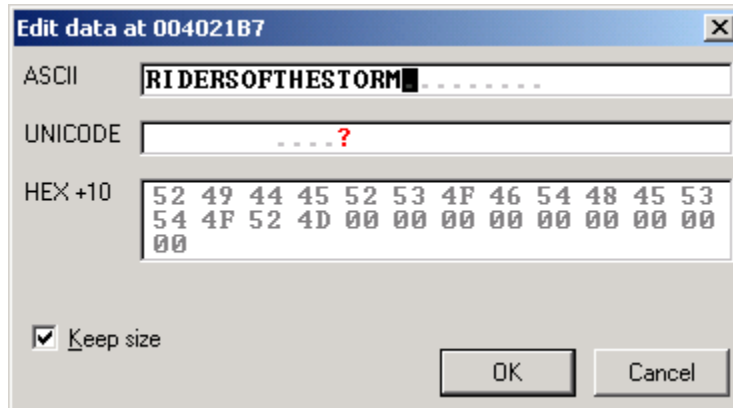 Edit data at 004021B7
ASCII RIDERSOFTHESTORM.........
UNICODE ....?
HEX +10 52 49 44 45 52 53 4F 46 54 48 45 53
54 4F 52 4D 00 00 00 00 00 00 00 00
00
Keep size
OK Cancel